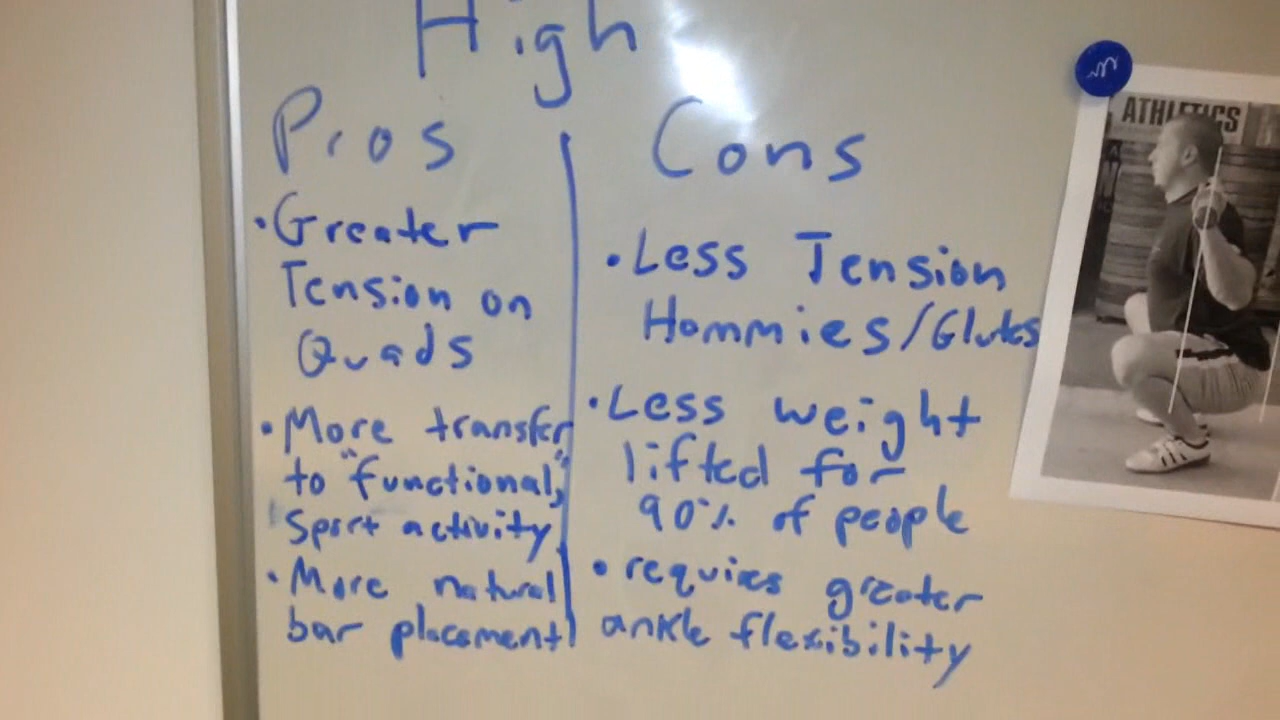 High
Pros
• Greater
Tension on
Quads
• More transfer
to "functional,"
Sport activity
• More natural
bar placement
Cons
• Less Tension
Hammies/Glutes
• Less weight
lifted for
90% of people
• requires greater
ankle flexibility
ATHLETICS